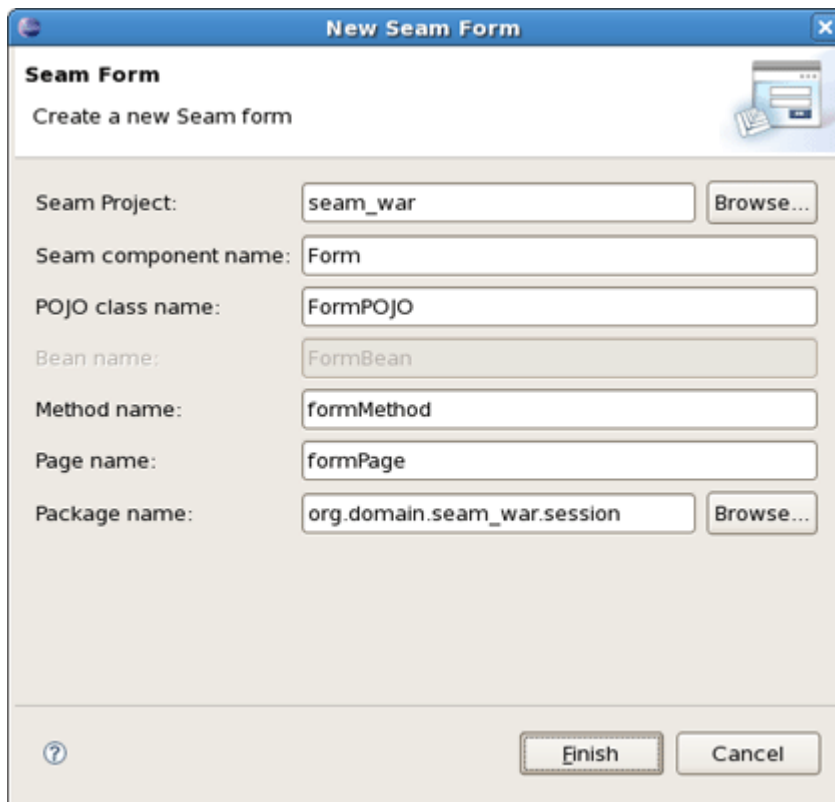 New Seam Form
Seam Form
Create a new Seam form
Seam Project: seam_war Browse...
Seam component name: Form
POJO class name: FormPOJO
Bean name: FormBean
Method name: formMethod
Page name: formPage
Package name: org.domain.seam_war.session Browse...
? Finish Cancel